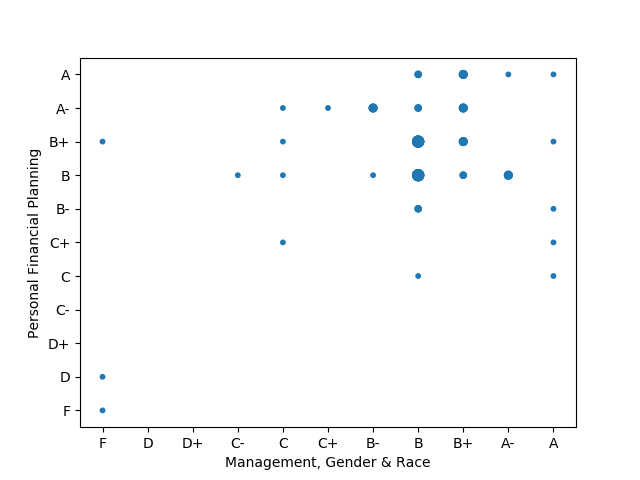 Personal Financial Planning
A
A-
B+
B
B-
C+
C
C-
D+
D
F
F D D+ C- C C+ B- B B+ A- A
Management, Gender & Race